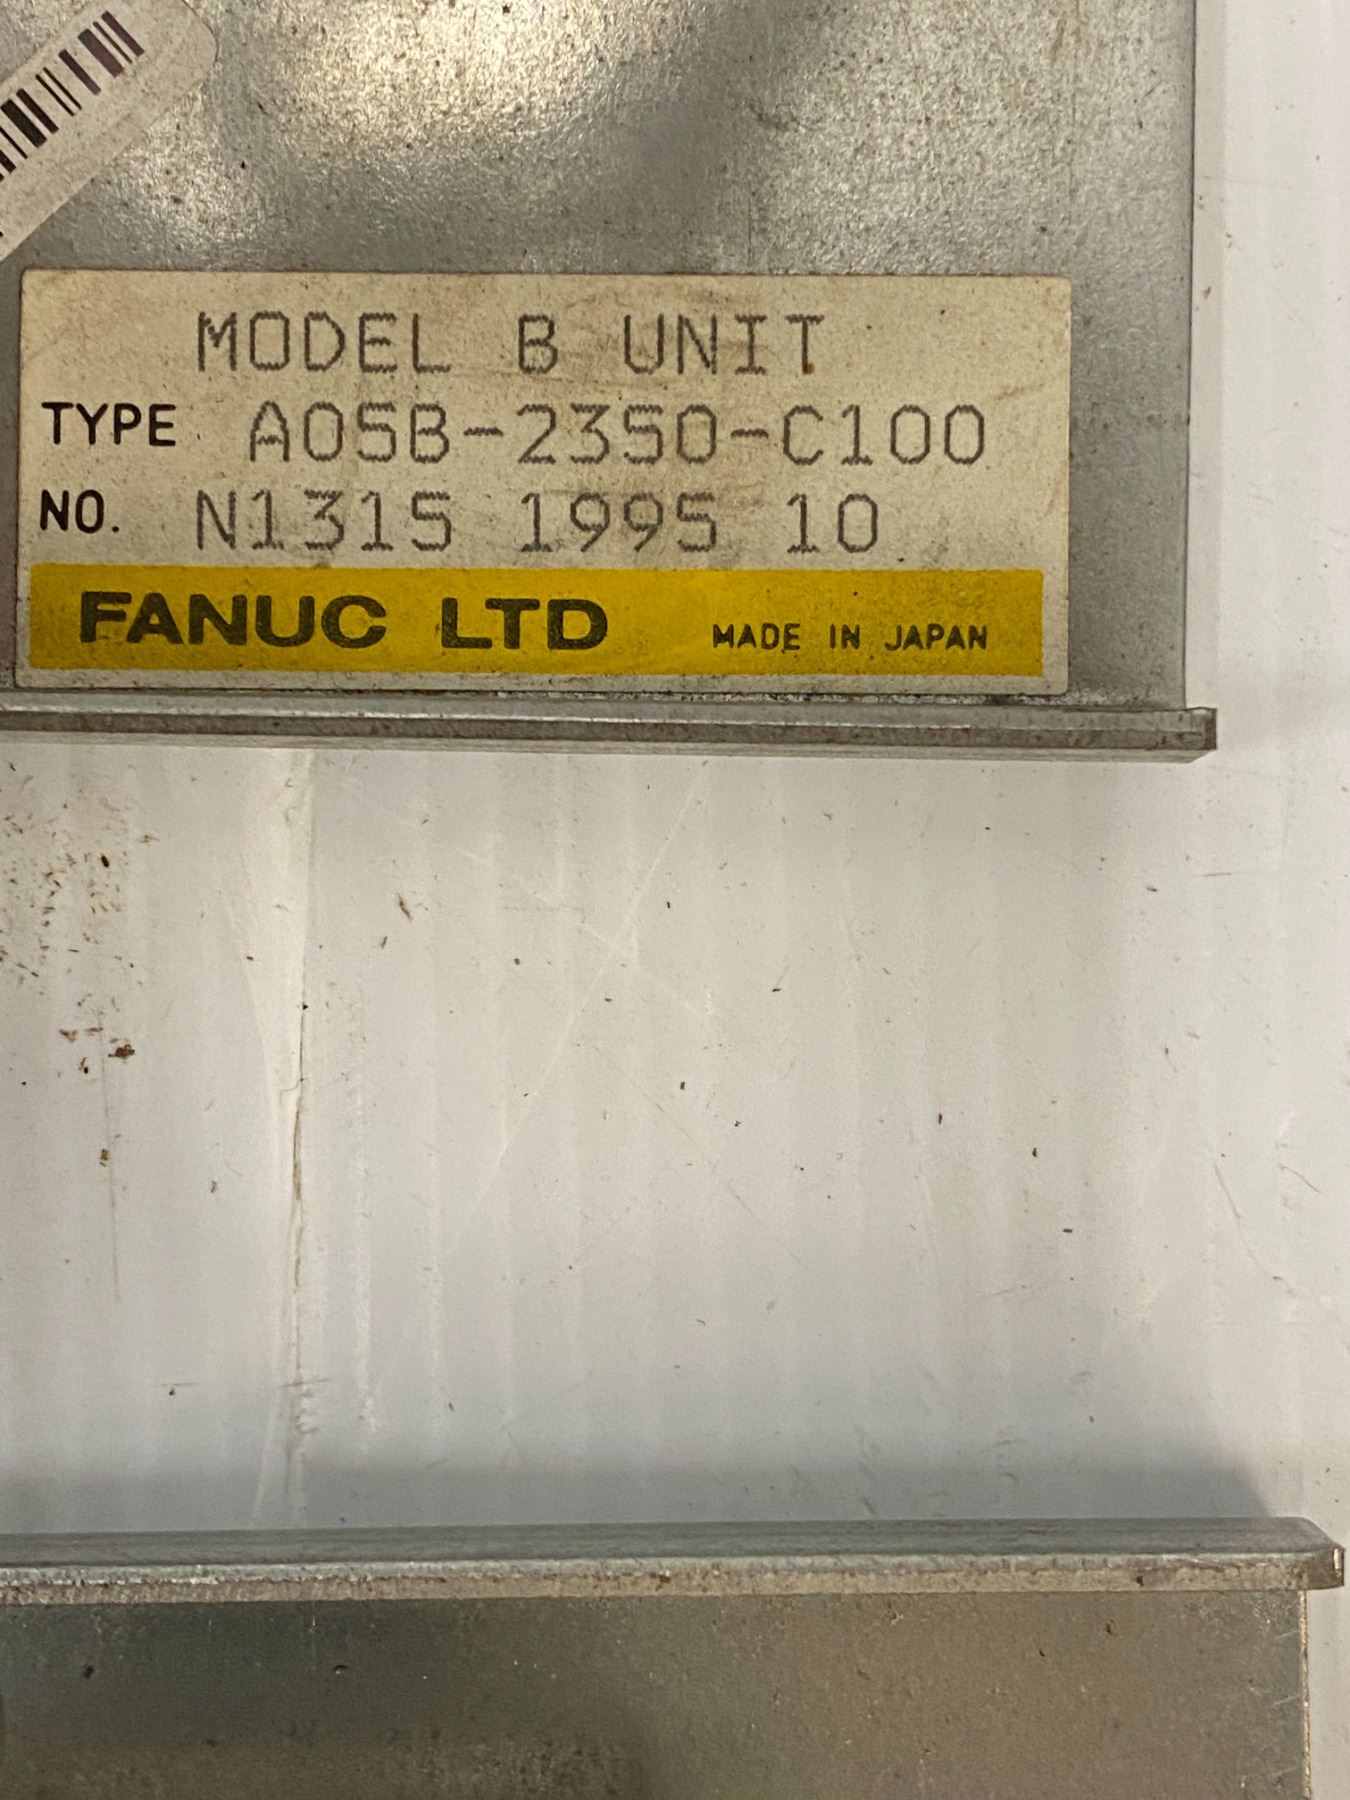 MODEL B UNIT
TYPE A05B-2350-C100
NO. N1315 1995 10
FANUC LTD MADE IN JAPAN